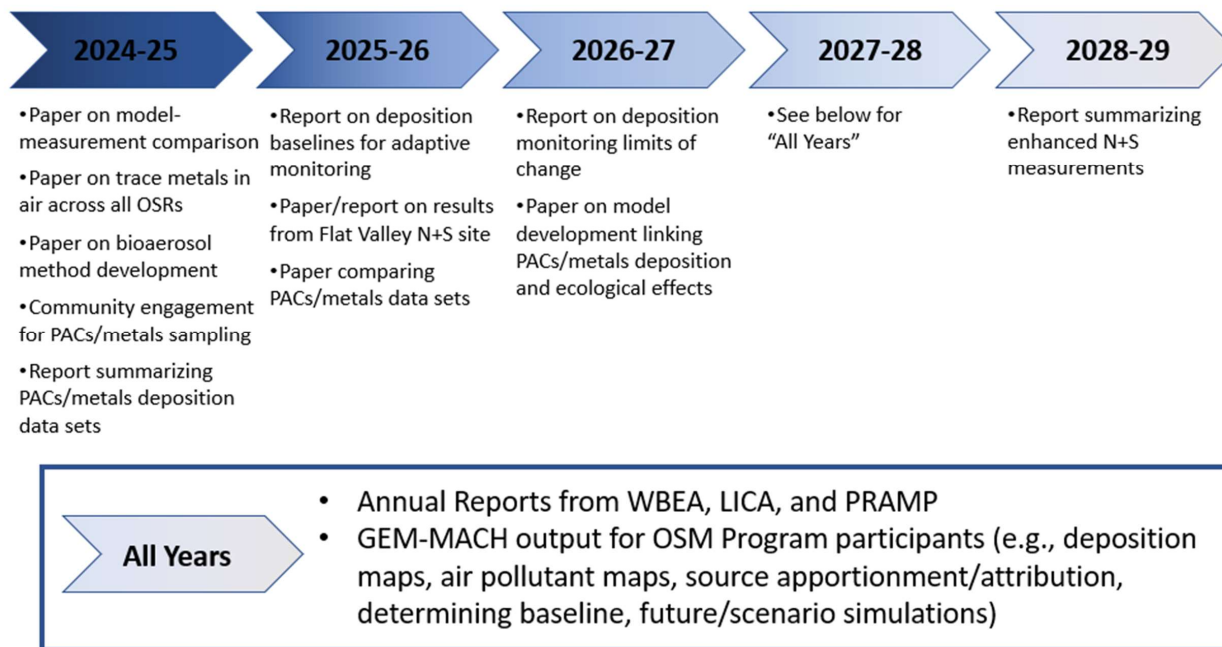 2024-25
2025-26
2026-27
2027-28
2028-29
•Paper on model-
measurement comparison
•Paper on trace metals in
air across all OSRs
•Paper on bioaerosol
method development
•Community engagement
for PACs/metals sampling
•Report summarizing
PACs/metals deposition
data sets
•Report on deposition
baselines for adaptive
monitoring
•Paper/report on results
from Flat Valley N+S site
•Paper comparing
PACs/metals data sets
•Report on deposition
monitoring limits of
change
•Paper on model
development linking
PACs/metals deposition
and ecological effects
•See below for
“All Years”
•Report summarizing
enhanced N+S
measurements
All Years
• Annual Reports from WBEA, LICA, and PRAMP
• GEM-MACH output for OSM Program participants (e.g., deposition
maps, air pollutant maps, source apportionment/attribution,
determining baseline, future/scenario simulations)